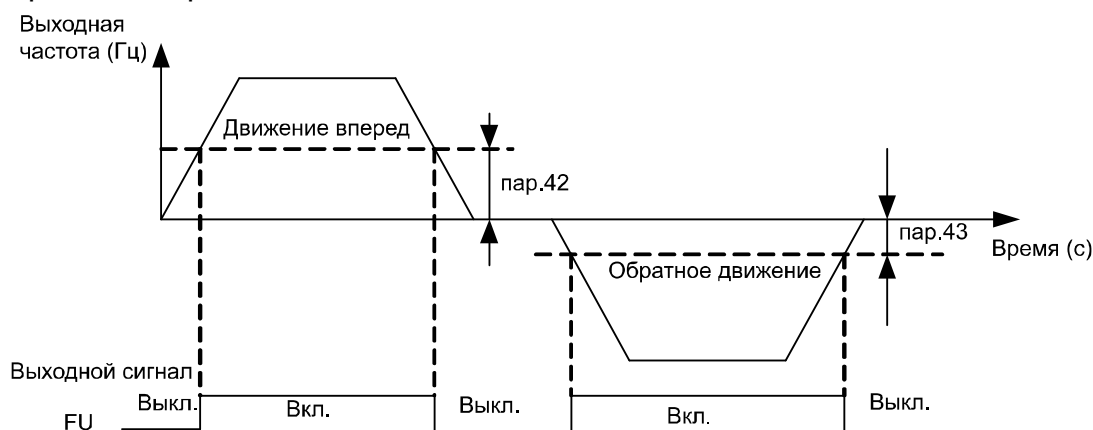 Выходная
частота (Гц)
Движение вперед
пар.42
пар.43
Время (с)
Обратное движение
Выходной сигнал
Выкл.
Вкл.
Выкл.
Вкл.
Выкл.
FU